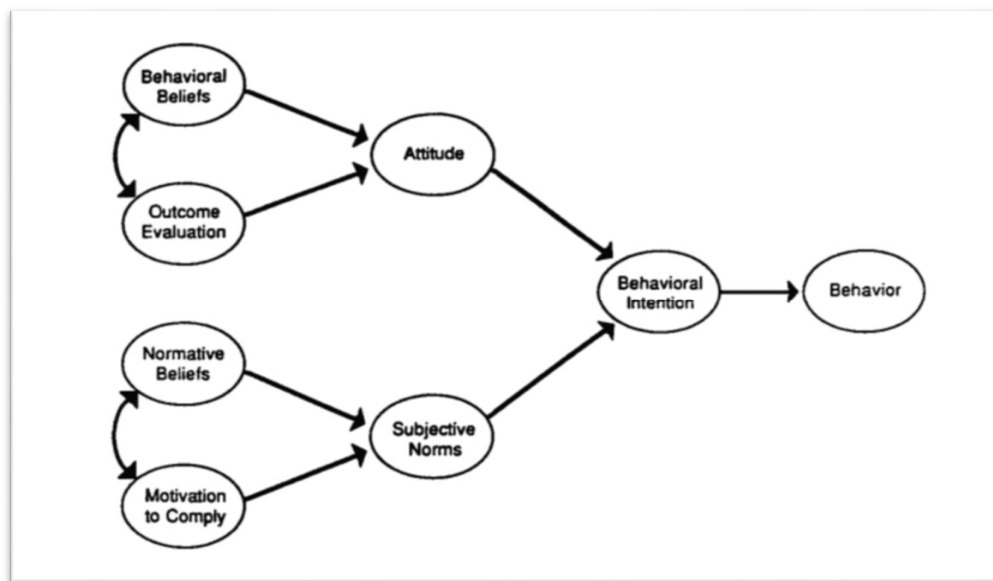 Behavioral
Beliefs
Attitude
Outcome
Evaluation
Behavioral
Intention
Behavior
Normative
Beliefs
Subjective
Norms
Motivation
to Comply